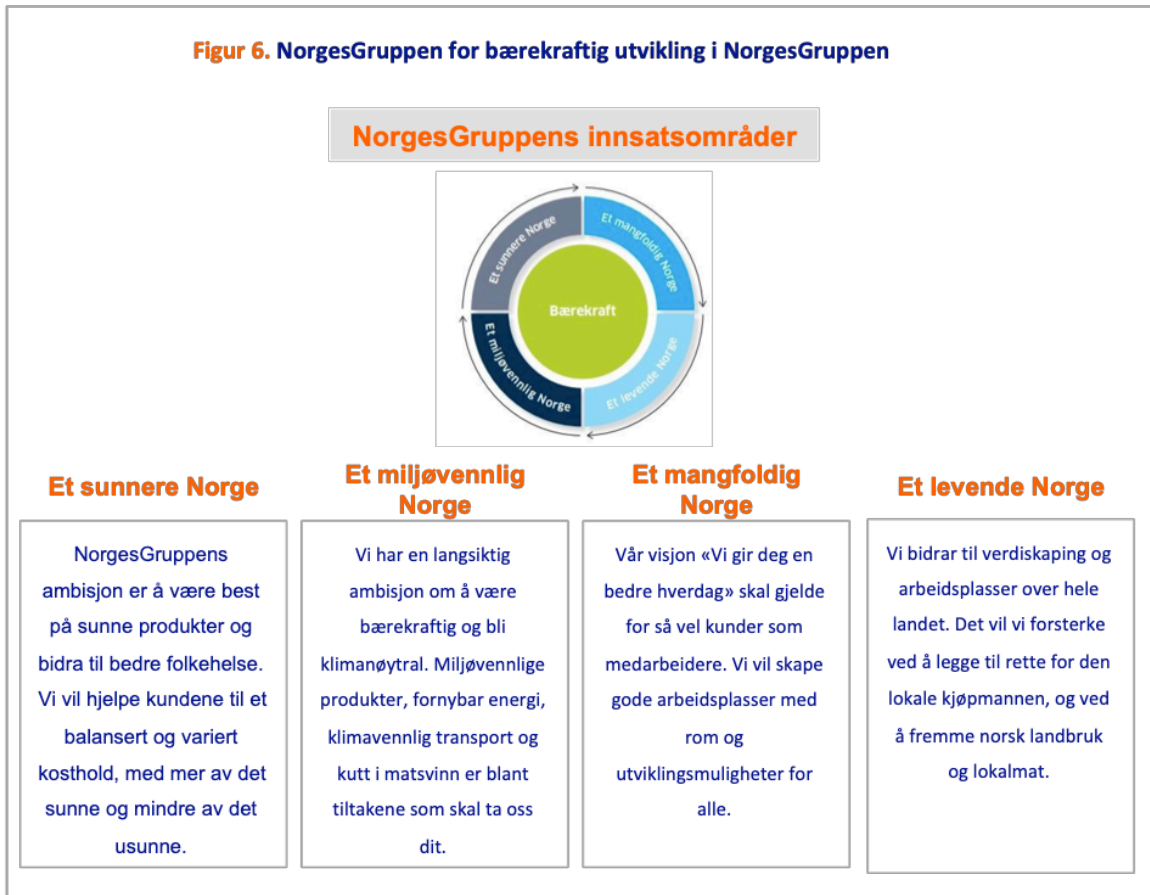 Figur 6. NorgesGruppen for bærekraftig utvikling i NorgesGruppen
NorgesGruppens innsatsområder
Et sunnere Norge
Et mangfoldig Norge
Bærekraft
Et miljøvennlig Norge
Et levende Norge
Et sunnere Norge
NorgesGruppens
ambisjon er å være best
på sunne produkter og
bidra til bedre folkehelse.
Vi vil hjelpe kundene til et
balansert og variert
kosthold, med mer av det
sunne og mindre av det
usunne.
Et miljøvennlig
Norge
Vi har en langsiktig
ambisjon om å være
bærekraftig og bli
klimanøytral. Miljøvennlige
produkter, fornybar energi,
klimavennlig transport og
kutt i matsvinn er blant
tiltakene som skal ta oss
dit.
Et mangfoldig
Norge
Vår visjon «Vi gir deg en
bedre hverdag» skal gjelde
for så vel kunder som
medarbeidere. Vi vil skape
gode arbeidsplasser med
rom og
utviklingsmuligheter for
alle.
Et levende Norge
Vi bidrar til verdiskaping og
arbeidsplasser over hele
landet. Det vil vi forsterke
ved å legge til rette for den
lokale kjøpmannen, og ved
å fremme norsk landbruk
og lokalmat.